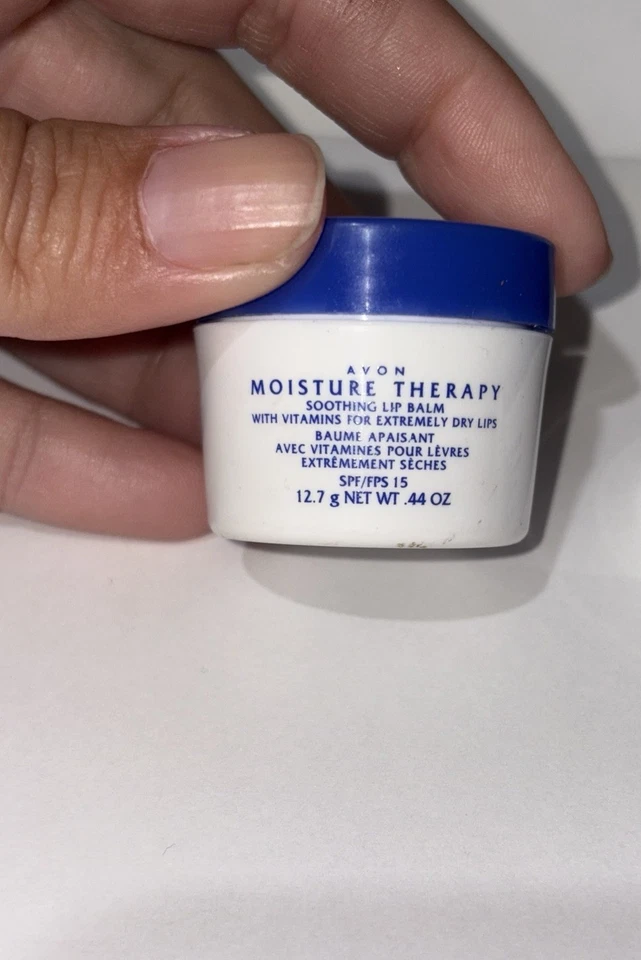 AVON
MOISTURE THERAPY
SOOTHING LIP BALM
WITH VITAMINS FOR EXTREMELY DRY LIPS
BAUME APAISANT
AVEC VITAMINES POUR LÈVRES
EXTRÊMEMENT SÈCHES
SPF/FPS 15
12.7 g NET WT .44 OZ